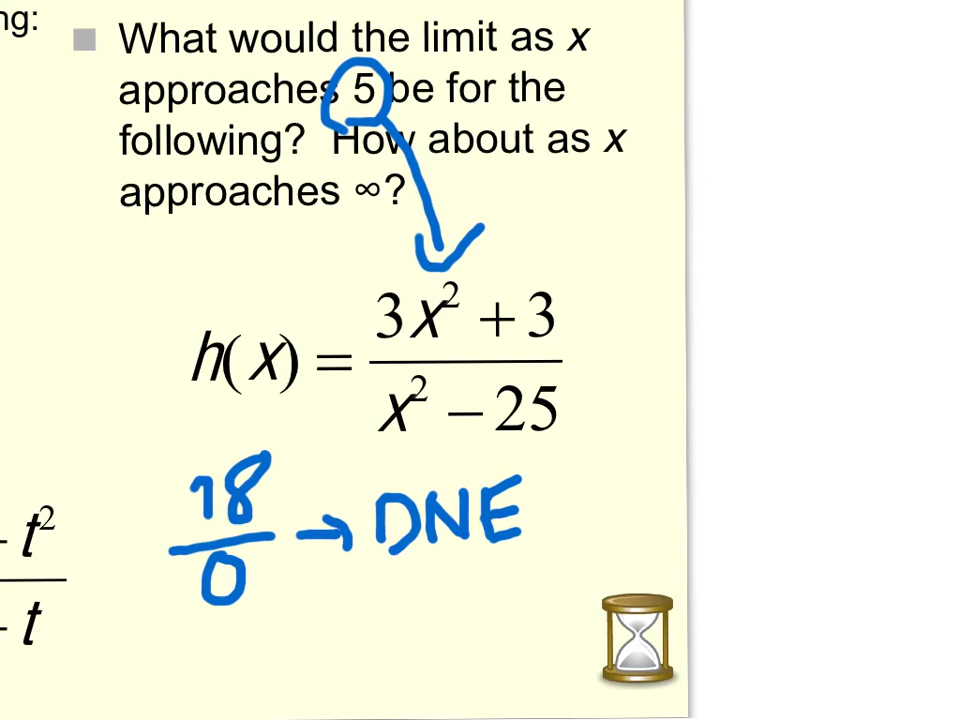 ng:
What would the limit as x
approaches 5 be for the
following? How about as x
approaches ∞?
h(x) = (3x² + 3)/(x² − 25)
18/0 → DNE
- t²
- t